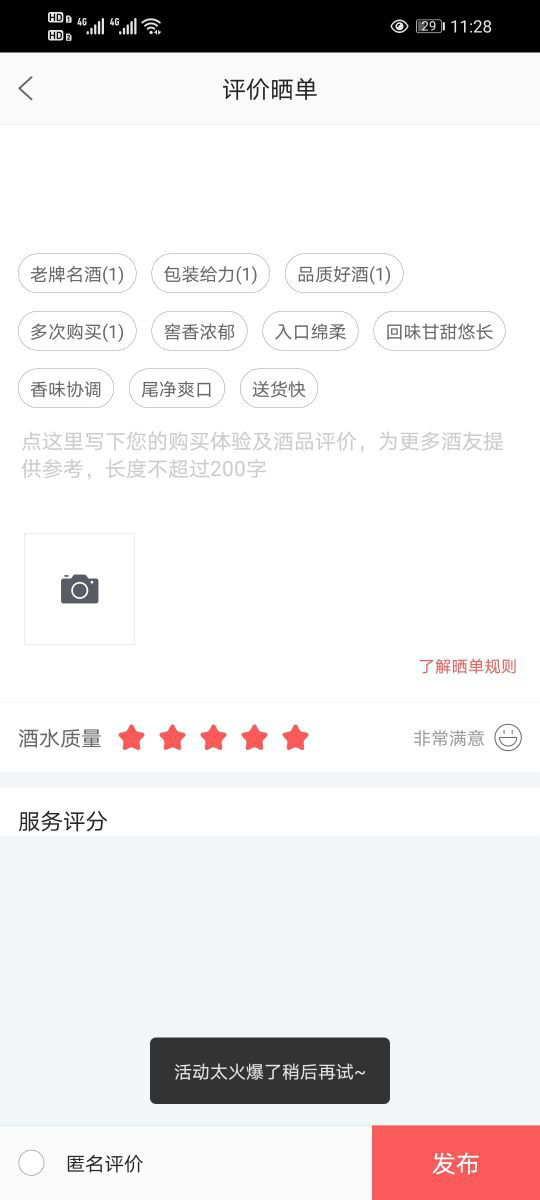 HD 1 4G 4G
HD 2
29 11:28
评价晒单
老牌名酒(1) 包装给力(1) 品质好酒(1)
多次购买(1) 窖香浓郁 入口绵柔 回味甘甜悠长
香味协调 尾净爽口 送货快
点这里写下您的购买体验及酒品评价，为更多酒友提
供参考，长度不超过200字
了解晒单规则
酒水质量 非常满意
服务评分
活动太火爆了稍后再试~
匿名评价 发布